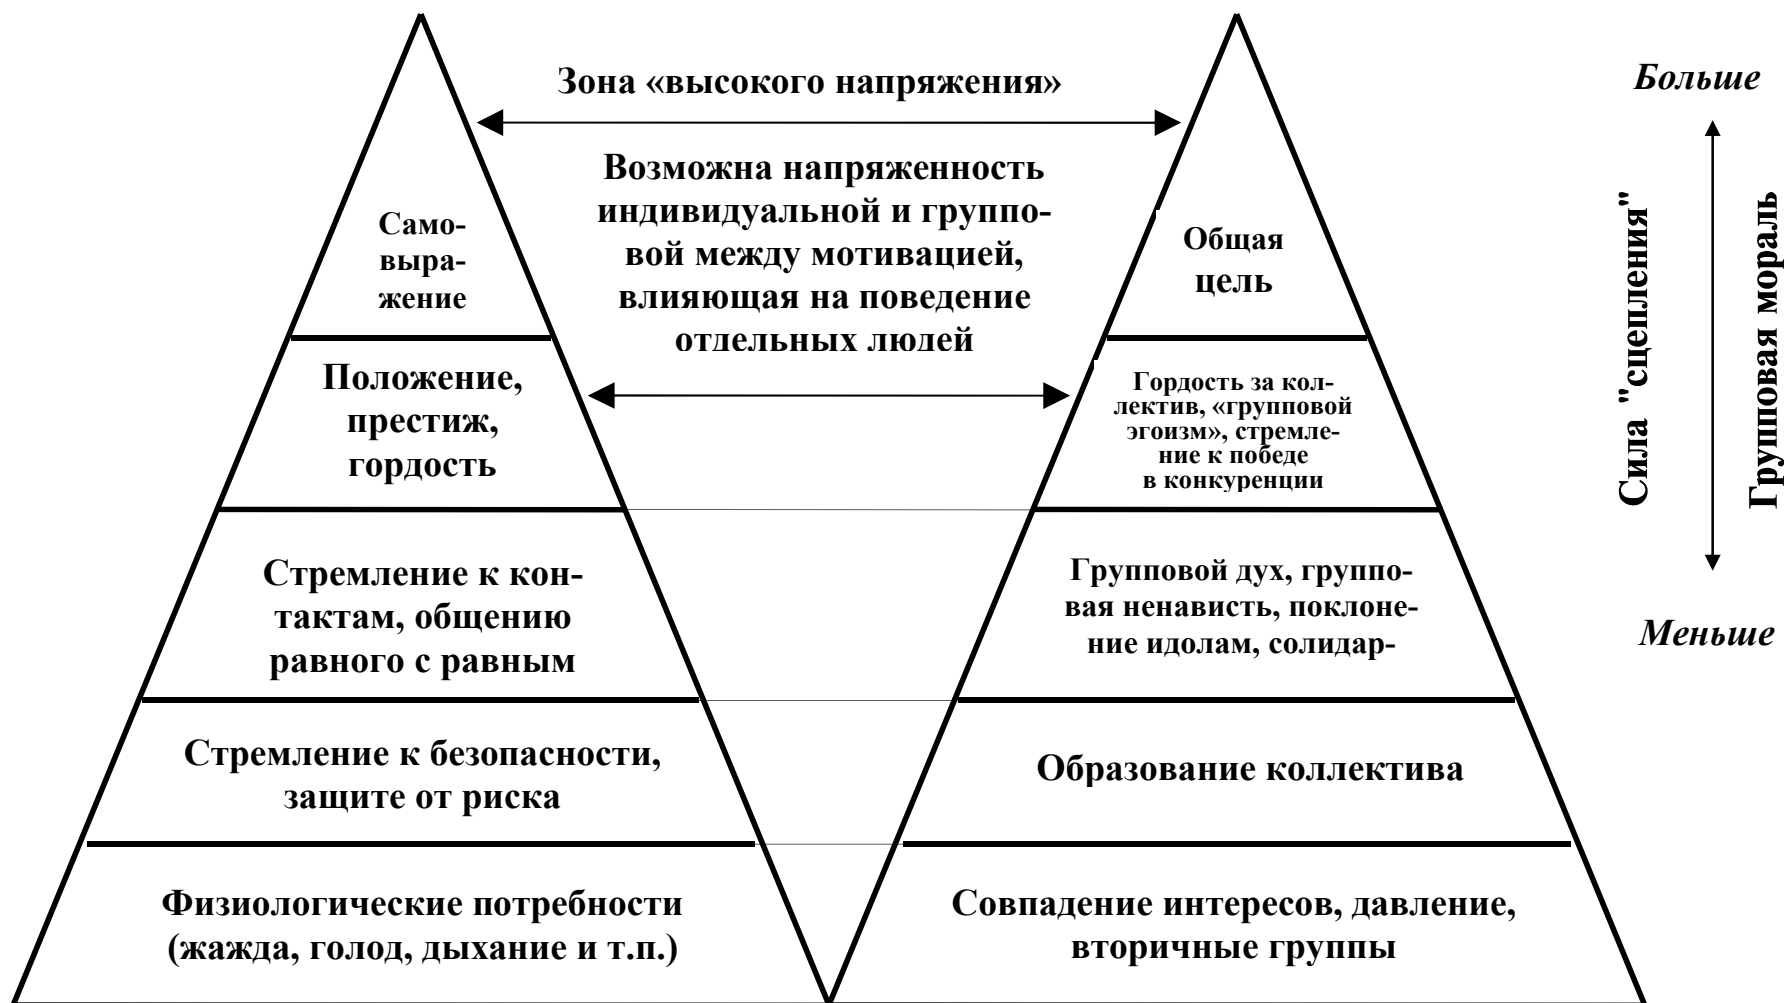 Зона «высокого напряжения»
Возможна напряженность
индивидуальной и группо-
вой между мотивацией,
влияющая на поведение
отдельных людей
Само-
выра-
жение
Положение,
престиж,
гордость
Стремление к кон-
тактам, общению
равного с равным
Стремление к безопасности,
защите от риска
Физиологические потребности
(жажда, голод, дыхание и т.п.)
Общая
цель
Гордость за кол-
лектив, «групповой
эгоизм», стремле-
ние к победе
в конкуренции
Групповой дух, группо-
вая ненависть, поклоне-
ние идолам, солидар-
Образование коллектива
Совпадение интересов, давление,
вторичные группы
Больше
Сила "сцепления"
Групповая мораль
Меньше